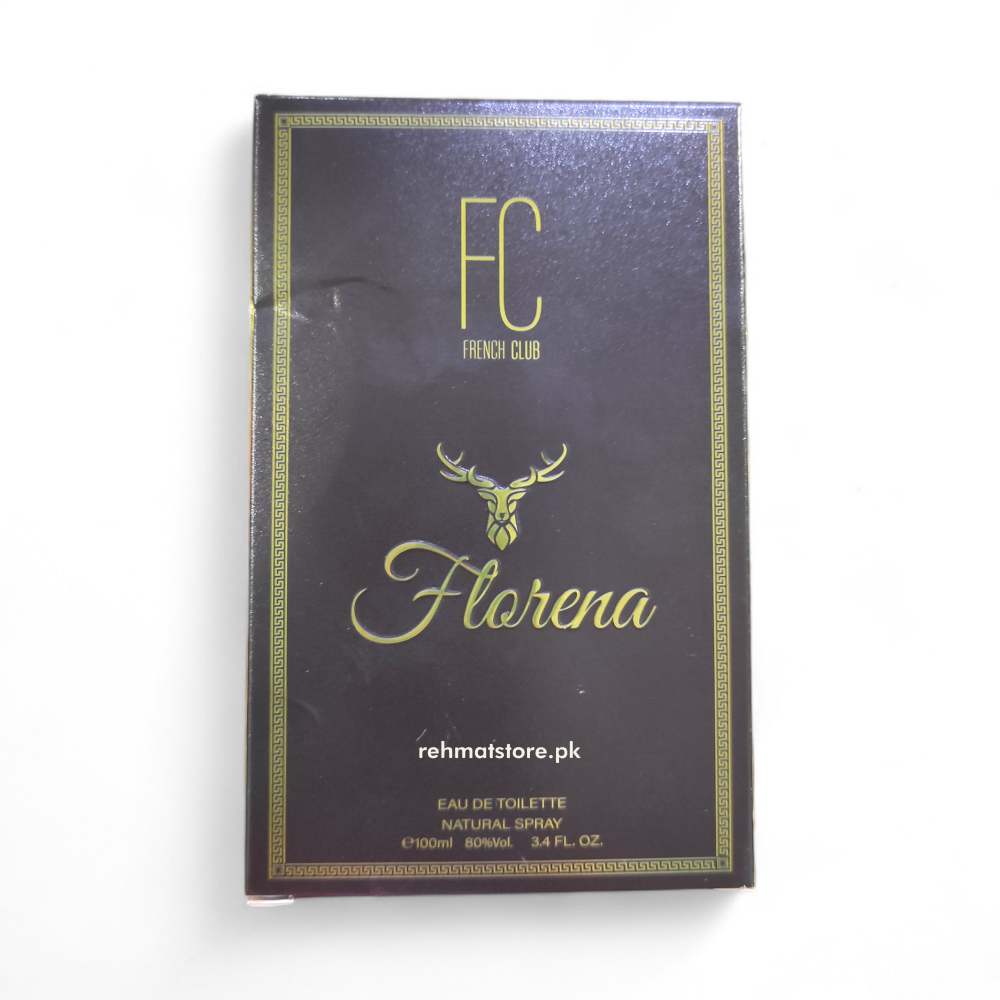 FC
FRENCH CLUB
Florena
rehmatstore.pk
EAU DE TOILETTE
NATURAL SPRAY
℮100ml 80%Vol. 3.4 FL. OZ.